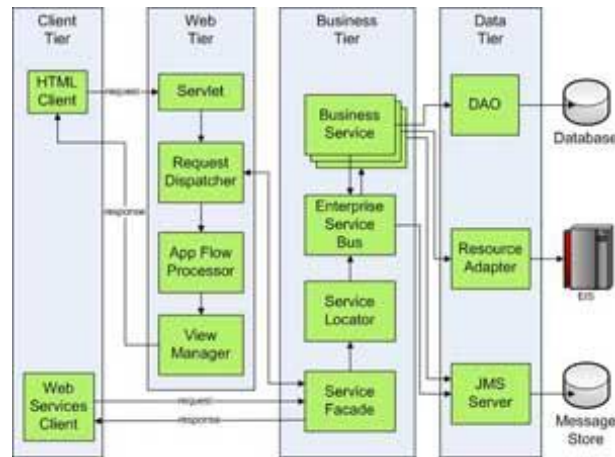 Client
Tier
Web
Tier
Business
Tier
Data
Tier
HTML
Client
request
Servlet
Business
Service
DAO
Database
Request
Dispatcher
response
Enterprise
Service
Bus
App Flow
Processor
Resource
Adapter
EIS
Service
Locator
View
Manager
Web
Services
Client
request
response
Service
Facade
JMS
Server
Message
Store